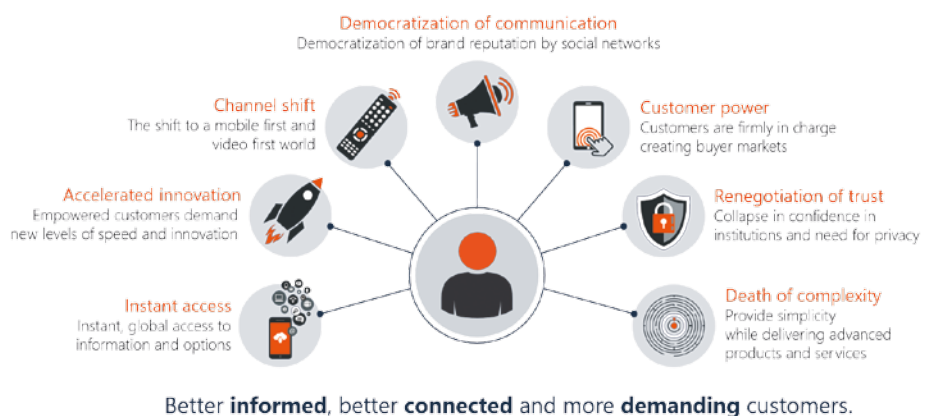 Democratization of communication
Democratization of brand reputation by social networks
Channel shift
The shift to a mobile first and
video first world
Customer power
Customers are firmly in charge
creating buyer markets
Accelerated innovation
Empowered customers demand
new levels of speed and innovation
Renegotiation of trust
Collapse in confidence in
institutions and need for privacy
Instant access
Instant, global access to
information and options
Death of complexity
Provide simplicity
while delivering advanced
products and services
Better informed, better connected and more demanding customers.